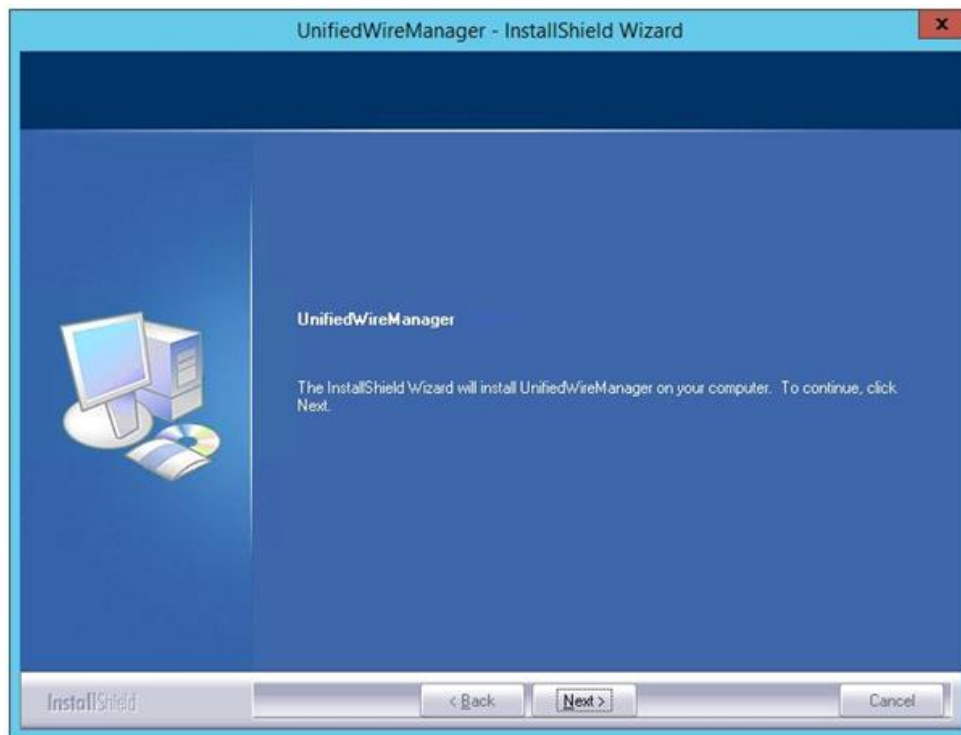 UnifiedWireManager - InstallShield Wizard
x
UnifiedWireManager
The InstallShield Wizard will install UnifiedWireManager on your computer. To continue, click
Next.
InstallShield
< Back
Next >
Cancel